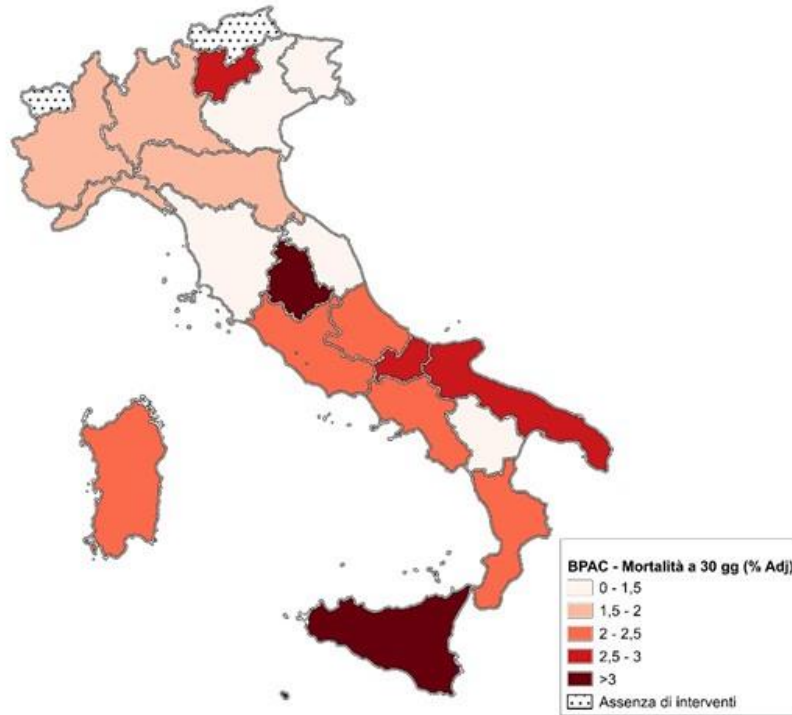 BPAC - Mortalità a 30 gg (% Adj)
0 - 1,5
1,5 - 2
2 - 2,5
2,5 - 3
>3
Assenza di interventi